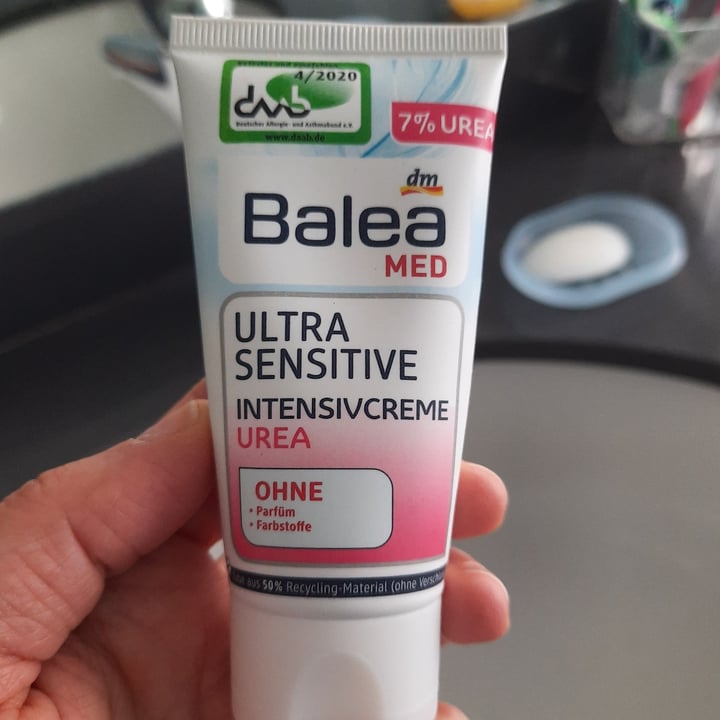 4/2020
daab
Deutscher Allergie- und Asthmabund e.V.
www.daab.de
7% UREA
dm
Balea
MED
ULTRA
SENSITIVE
INTENSIVCREME
UREA
OHNE
• Parfüm
• Farbstoffe
aus 50% Recycling-Material (ohne